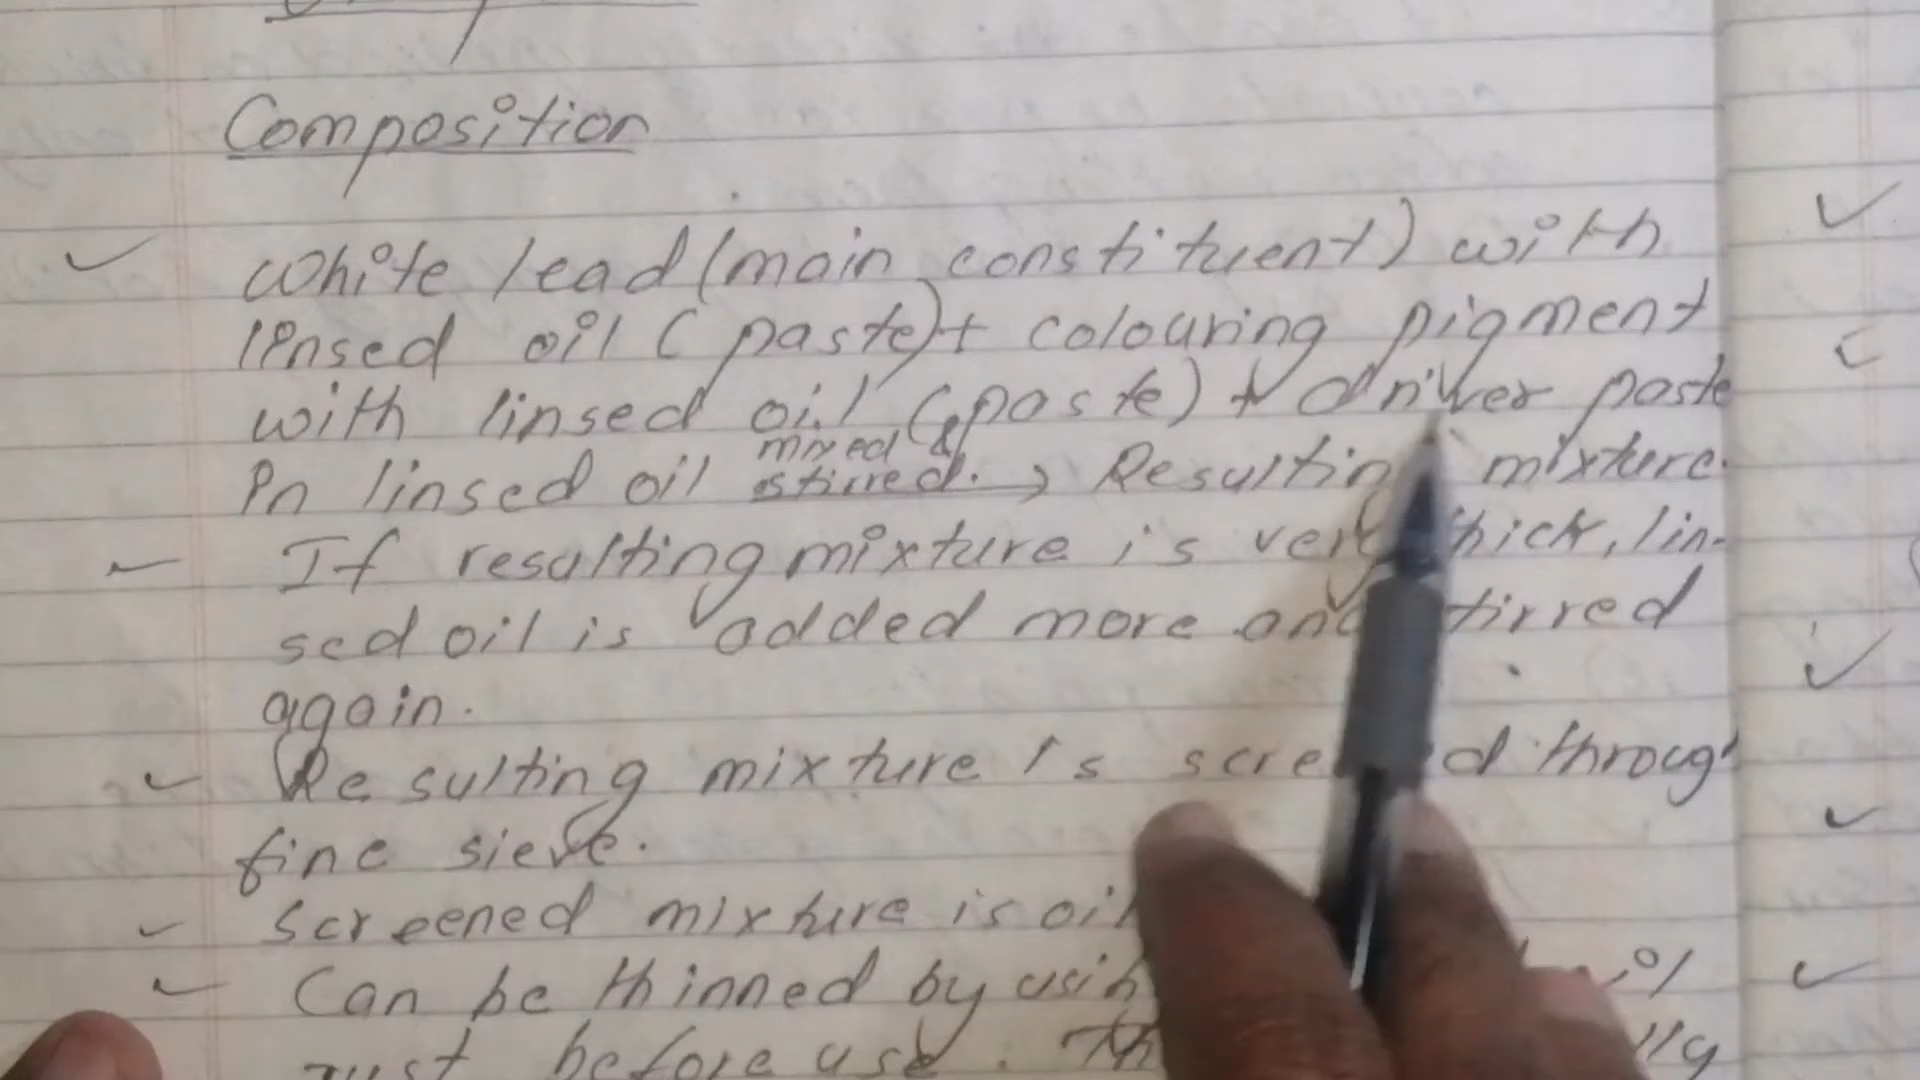 Composition
White lead (main constituent) with
linsed oil (paste) + colouring pigment
with linsed oil (paste) + driver paste
mixed &
in linsed oil stirred. → Resulting mixture.
If resulting mixture is very thick, lin-
sed oil is added more and stirred
again.
Resulting mixture is through
fine sieve.
Screened mixture is oil
Can be thinned by
Just before use.